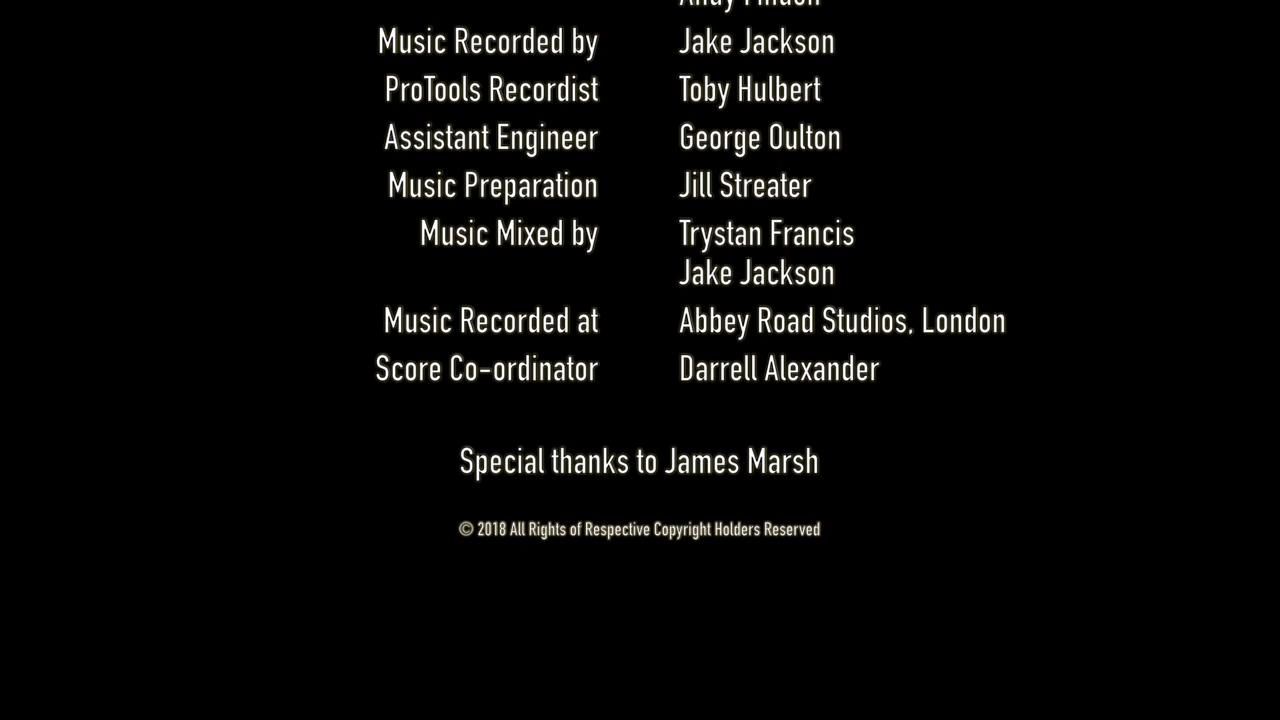 Music Recorded by Jake Jackson
ProTools Recordist Toby Hulbert
Assistant Engineer George Oulton
Music Preparation Jill Streater
Music Mixed by Trystan Francis
Jake Jackson
Music Recorded at Abbey Road Studios, London
Score Co-ordinator Darrell Alexander
Special thanks to James Marsh
© 2018 All Rights of Respective Copyright Holders Reserved